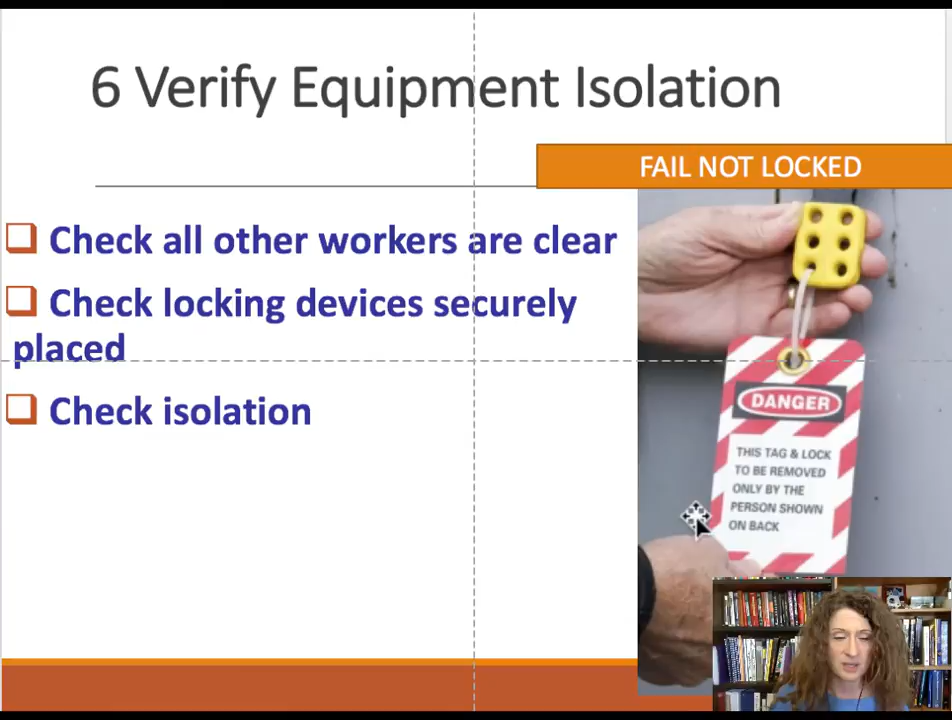 6 Verify Equipment Isolation
FAIL NOT LOCKED
Check all other workers are clear
Check locking devices securely
placed
Check isolation
DANGER
THIS TAG & LOCK
TO BE REMOVED
ONLY BY THE
PERSON SHOWN
ON BACK